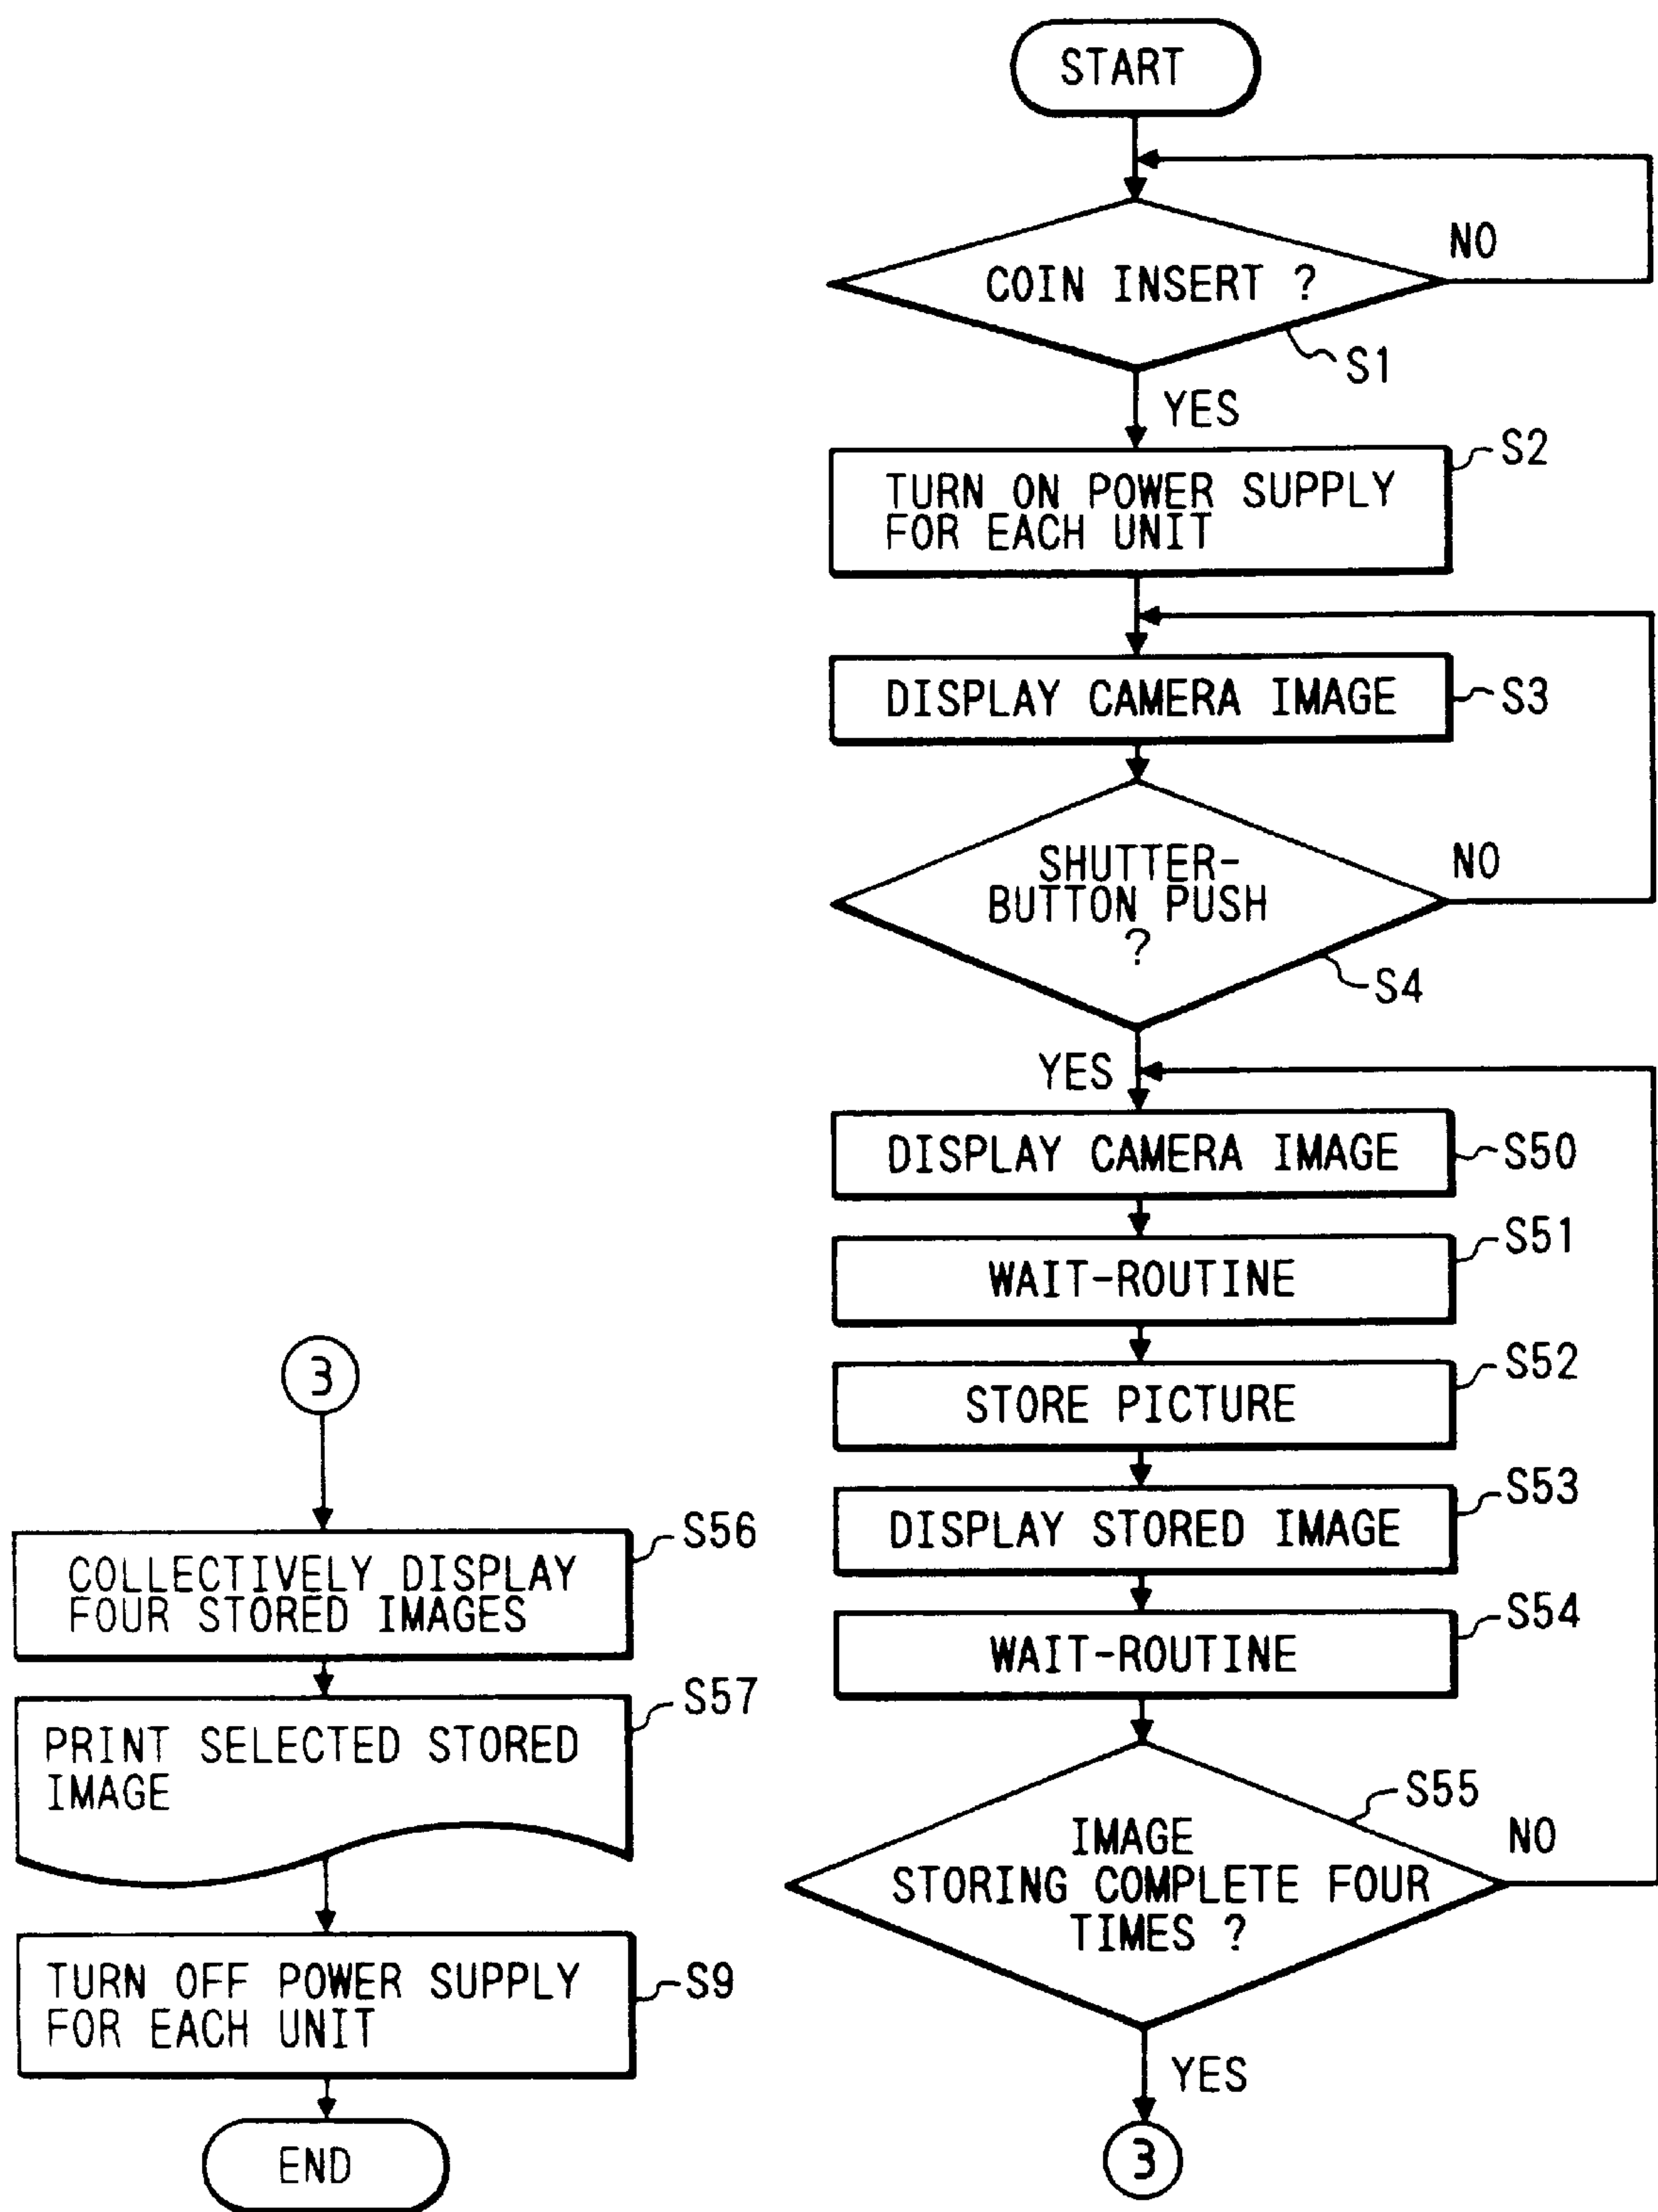 START
COIN INSERT ?
NO
S1
YES
S2
TURN ON POWER SUPPLY
FOR EACH UNIT
DISPLAY CAMERA IMAGE
S3
SHUTTER-
BUTTON PUSH
?
NO
S4
YES
DISPLAY CAMERA IMAGE
S50
S51
WAIT-ROUTINE
S52
STORE PICTURE
S53
DISPLAY STORED IMAGE
S54
WAIT-ROUTINE
S55
IMAGE
STORING COMPLETE FOUR
TIMES ?
NO
YES
3
3
S56
COLLECTIVELY DISPLAY
FOUR STORED IMAGES
S57
PRINT SELECTED STORED
IMAGE
TURN OFF POWER SUPPLY
FOR EACH UNIT
S9
END